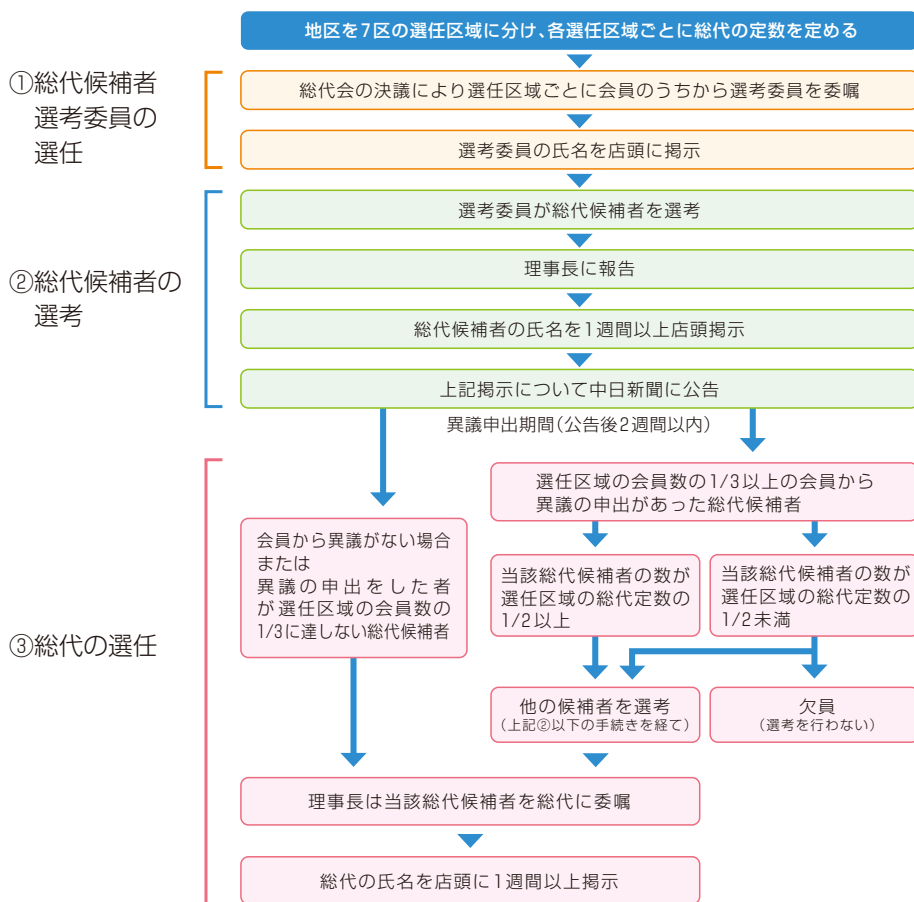 地区を7区の選任区域に分け、各選任区域ごとに総代の定数を定める
①総代候補者
選考委員の
選任
総代会の決議により選任区域ごとに会員のうちから選考委員を委嘱
選考委員の氏名を店頭に掲示
②総代候補者の
選考
選考委員が総代候補者を選考
理事長に報告
総代候補者の氏名を1週間以上店頭掲示
上記掲示について中日新聞に公告
異議申出期間(公告後2週間以内)
③総代の選任
会員から異議がない場合
または
異議の申出をした者
が選任区域の会員数の
1/3に達しない総代候補者
選任区域の会員数の1/3以上の会員から
異議の申出があった総代候補者
当該総代候補者の数が
選任区域の総代定数の
1/2以上
当該総代候補者の数が
選任区域の総代定数の
1/2未満
他の候補者を選考
(上記②以下の手続きを経て)
欠員
(選考を行わない)
理事長は当該総代候補者を総代に委嘱
総代の氏名を店頭に1週間以上掲示